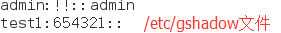 admin:!!::admin
test1:654321:: /etc/gshadow文件